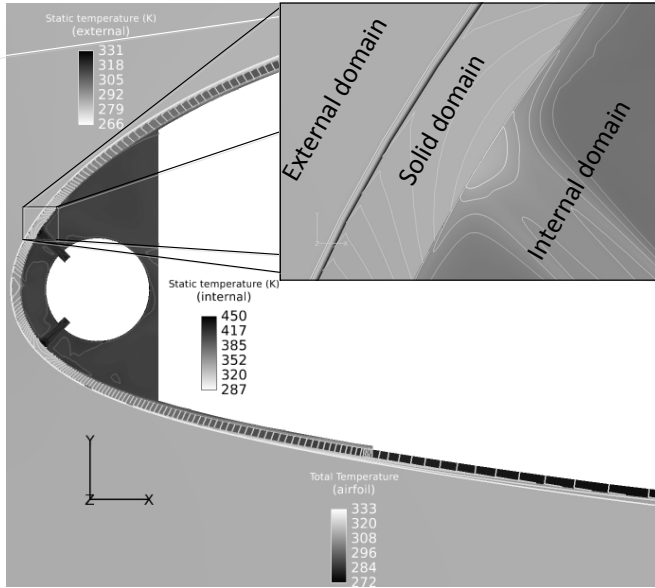 Static temperature (K)
(external)
331
318
305
292
279
266
External domain
Solid domain
Internal domain
Static temperature (K)
(internal)
450
417
385
352
320
287
Y
Z
X
Total Temperature
(airfoil)
333
320
308
296
284
272